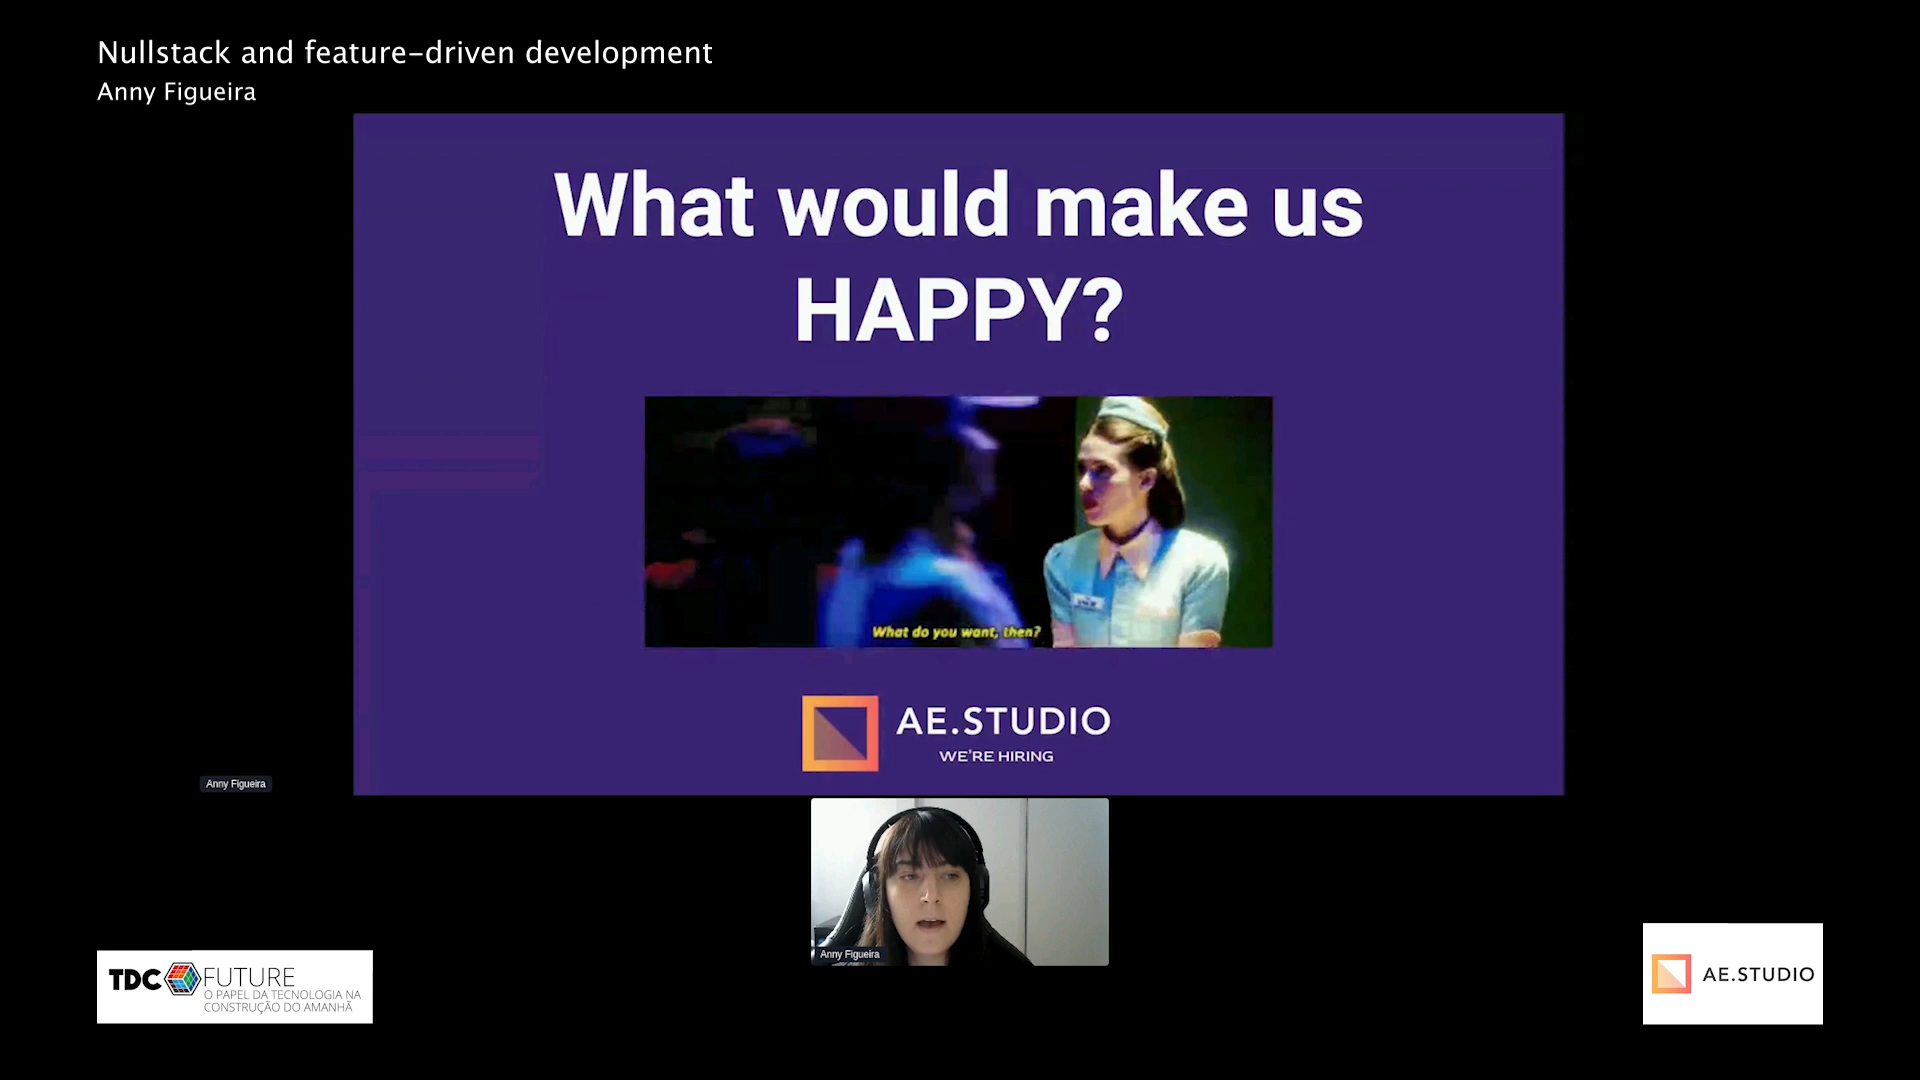 Nullstack and feature-driven development
Anny Figueira
What would make us
HAPPY?
What do you want, then?
AE.STUDIO
WE'RE HIRING
Anny Figueira
Anny Figueira
TDC FUTURE
O PAPEL DA TECNOLOGIA NA
CONSTRUÇÃO DO AMANHÃ
AE.STUDIO